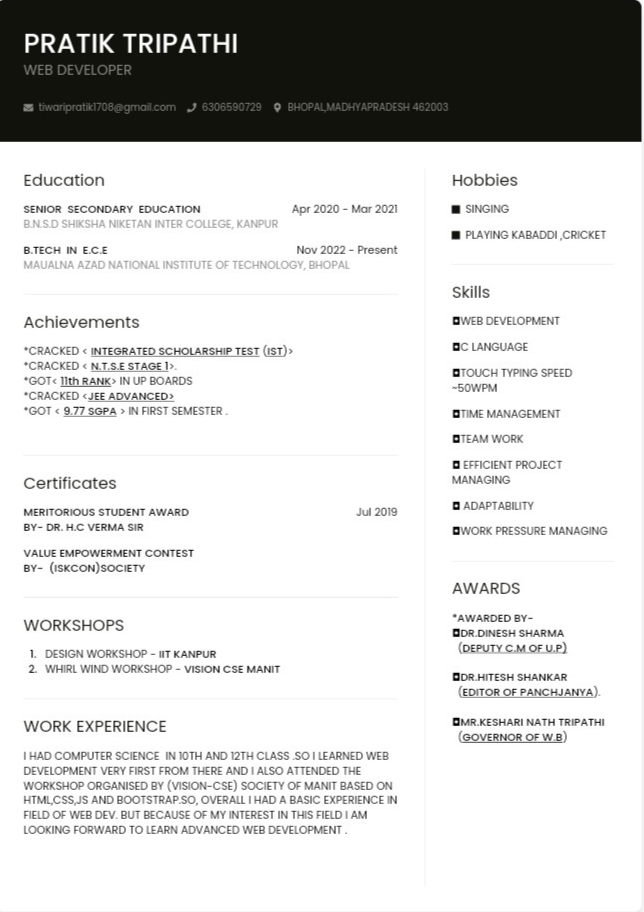 PRATIK TRIPATHI
WEB DEVELOPER
tiwaripratik1708@gmail.com 6306590729 BHOPAL,MADHYAPRADESH 462003
Education
SENIOR SECONDARY EDUCATION Apr 2020 - Mar 2021
B.N.S.D SHIKSHA NIKETAN INTER COLLEGE, KANPUR
B.TECH IN E.C.E Nov 2022 - Present
MAUALNA AZAD NATIONAL INSTITUTE OF TECHNOLOGY, BHOPAL
Achievements
*CRACKED < INTEGRATED SCHOLARSHIP TEST (IST)>
*CRACKED < N.T.S.E STAGE 1>.
*GOT< 11th RANK> IN UP BOARDS
*CRACKED <JEE ADVANCED>
*GOT < 9.77 SGPA > IN FIRST SEMESTER .
Certificates
MERITORIOUS STUDENT AWARD Jul 2019
BY- DR. H.C VERMA SIR
VALUE EMPOWERMENT CONTEST
BY- (ISKCON)SOCIETY
WORKSHOPS
1. DESIGN WORKSHOP - IIT KANPUR
2. WHIRL WIND WORKSHOP - VISION CSE MANIT
WORK EXPERIENCE
I HAD COMPUTER SCIENCE IN 10TH AND 12TH CLASS .SO I LEARNED WEB
DEVELOPMENT VERY FIRST FROM THERE AND I ALSO ATTENDED THE
WORKSHOP ORGANISED BY (VISION-CSE) SOCIETY OF MANIT BASED ON
HTML,CSS,JS AND BOOTSTRAP.SO, OVERALL I HAD A BASIC EXPERIENCE IN
FIELD OF WEB DEV. BUT BECAUSE OF MY INTEREST IN THIS FIELD I AM
LOOKING FORWARD TO LEARN ADVANCED WEB DEVELOPMENT .
Hobbies
SINGING
PLAYING KABADDI ,CRICKET
Skills
WEB DEVELOPMENT
C LANGUAGE
TOUCH TYPING SPEED
~50WPM
TIME MANAGEMENT
TEAM WORK
EFFICIENT PROJECT
MANAGING
ADAPTABILITY
WORK PRESSURE MANAGING
AWARDS
*AWARDED BY-
DR.DINESH SHARMA
(DEPUTY C.M OF U.P)
DR.HITESH SHANKAR
(EDITOR OF PANCHJANYA).
MR.KESHARI NATH TRIPATHI
(GOVERNOR OF W.B)